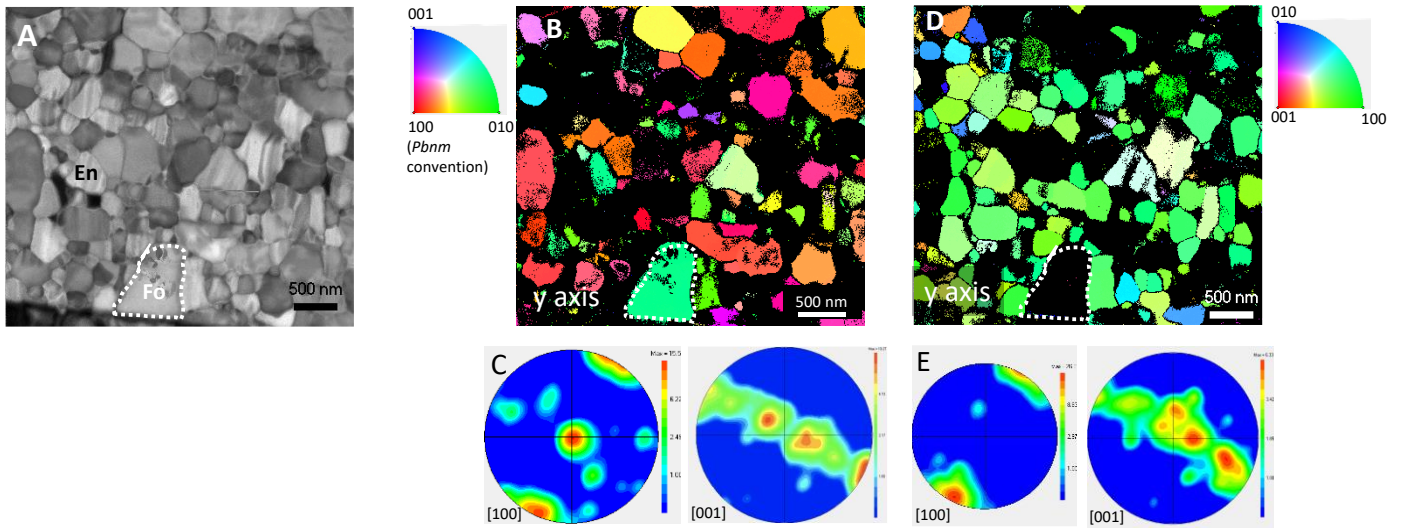 A
En
Fo
500 nm
001
100
010
(Pbnm
convention)
B
y axis
500 nm
D
y axis
500 nm
010
001
100
C
[100]
[001]
E
[100]
[001]